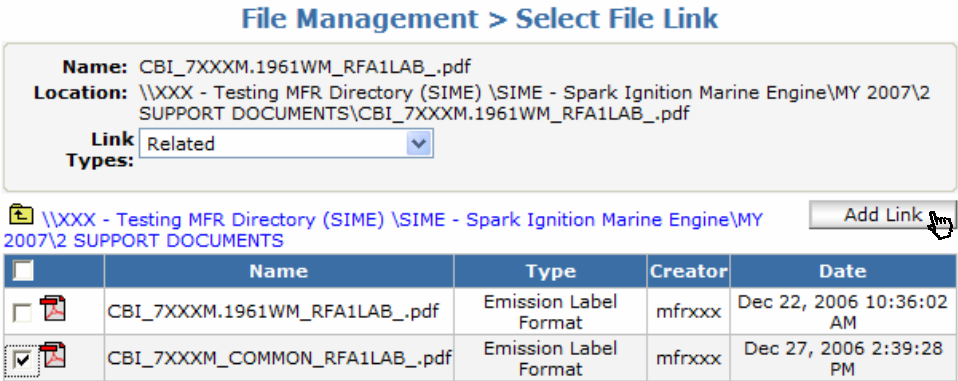 File Management > Select File Link
Name: CBI_7XXXM.1961WM_RFA1LAB_.pdf
Location: \\XXX - Testing MFR Directory (SIME) \SIME - Spark Ignition Marine Engine\MY 2007\2
SUPPORT DOCUMENTS\CBI_7XXXM.1961WM_RFA1LAB_.pdf
Link Types: Related
\\XXX - Testing MFR Directory (SIME) \SIME - Spark Ignition Marine Engine\MY
2007\2 SUPPORT DOCUMENTS
Add Link
Name Type Creator Date
CBI_7XXXM.1961WM_RFA1LAB_.pdf Emission Label Format mfrxxx Dec 22, 2006 10:36:02 AM
CBI_7XXXM_COMMON_RFA1LAB_.pdf Emission Label Format mfrxxx Dec 27, 2006 2:39:28 PM